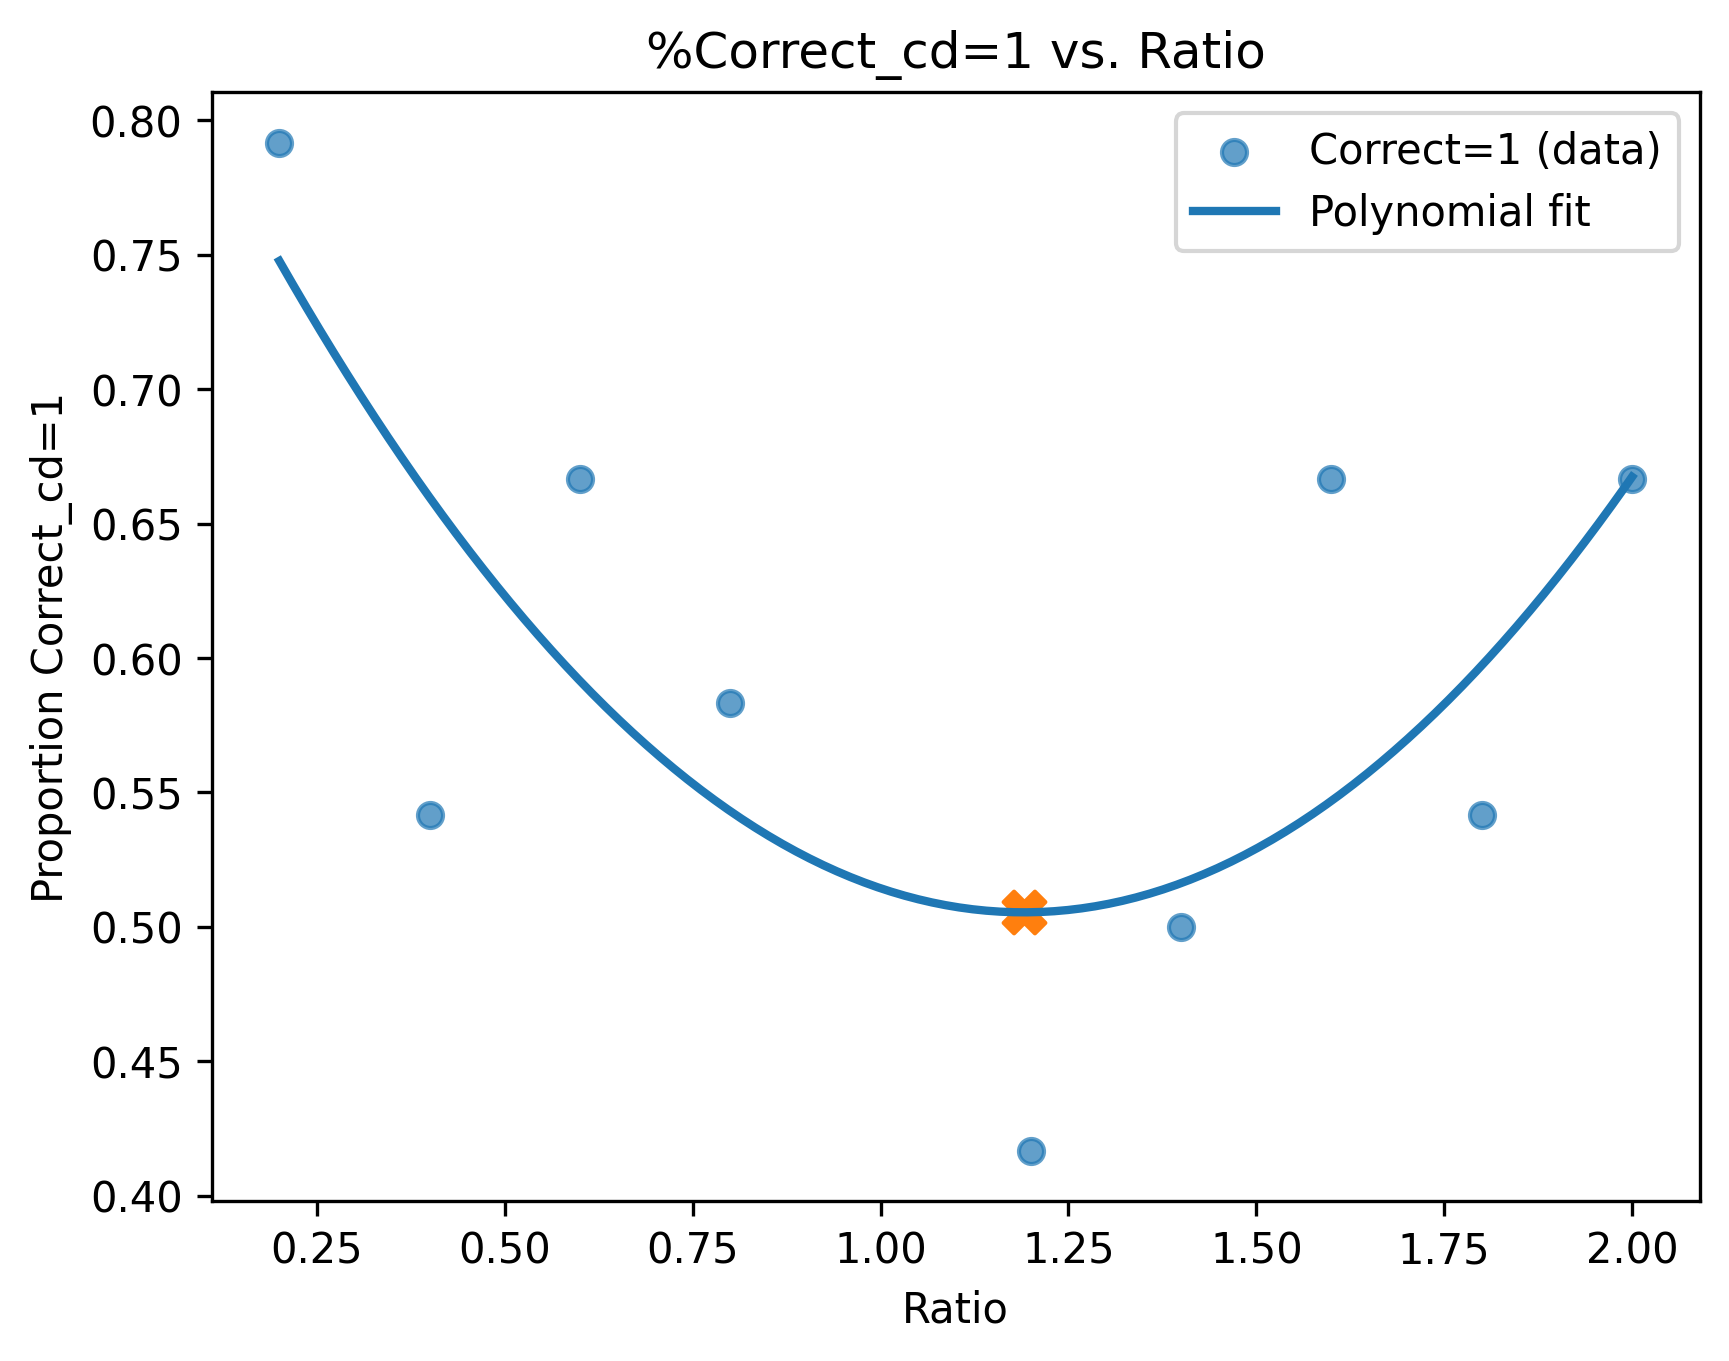 %Correct_cd=1 vs. Ratio
Correct=1 (data)
Polynomial fit
Proportion Correct_cd=1
0.80
0.75
0.70
0.65
0.60
0.55
0.50
0.45
0.40
0.25 0.50 0.75 1.00 1.25 1.50 1.75 2.00
Ratio